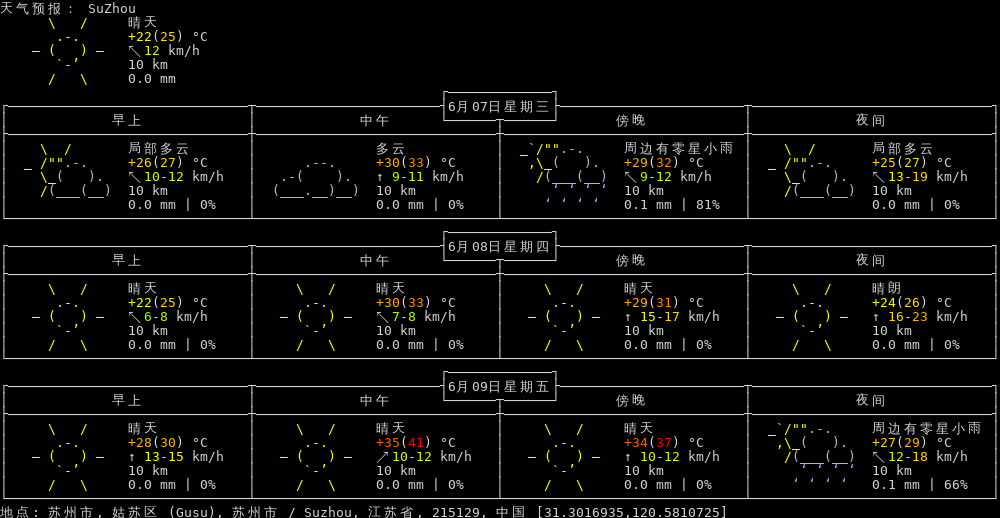 天气预报: SuZhou
晴天
+22(25) °C
↖ 12 km/h
10 km
0.0 mm
6月07日星期三
早上 中午 傍晚 夜间
局部多云 多云 周边有零星小雨 局部多云
+26(27) °C +30(33) °C +29(32) °C +25(27) °C
↖ 10-12 km/h ↑ 9-11 km/h ↖ 9-12 km/h ↖ 13-19 km/h
10 km 10 km 10 km 10 km
0.0 mm | 0% 0.0 mm | 0% 0.1 mm | 81% 0.0 mm | 0%
6月08日星期四
早上 中午 傍晚 夜间
晴天 晴天 晴天 晴朗
+22(25) °C +30(33) °C +29(31) °C +24(26) °C
↖ 6-8 km/h ↖ 7-8 km/h ↑ 15-17 km/h ↑ 16-23 km/h
10 km 10 km 10 km 10 km
0.0 mm | 0% 0.0 mm | 0% 0.0 mm | 0% 0.0 mm | 0%
6月09日星期五
早上 中午 傍晚 夜间
晴天 晴天 晴天 周边有零星小雨
+28(30) °C +35(41) °C +34(37) °C +27(29) °C
↑ 13-15 km/h ↗ 10-12 km/h ↑ 10-12 km/h ↖ 12-18 km/h
10 km 10 km 10 km 10 km
0.0 mm | 0% 0.0 mm | 0% 0.0 mm | 0% 0.1 mm | 66%
地点: 苏州市, 姑苏区 (Gusu), 苏州市 / Suzhou, 江苏省, 215129, 中国 [31.3016935,120.5810725]